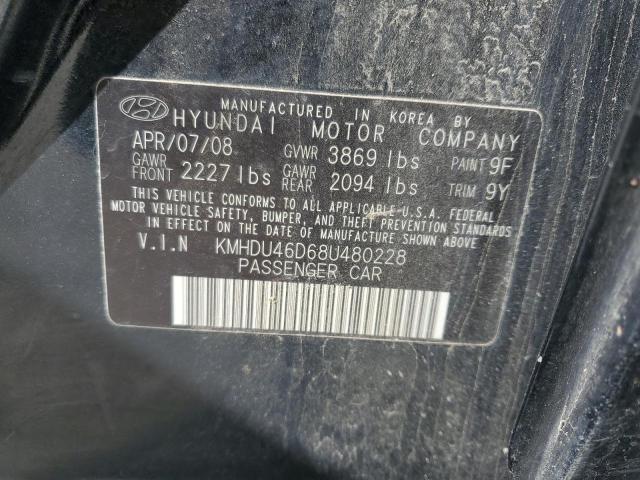 MANUFACTURED IN KOREA BY
HYUNDAI MOTOR COMPANY
APR/07/08 GVWR 3869 lbs PAINT 9F
GAWR FRONT 2227 lbs GAWR REAR 2094 lbs TRIM 9Y
THIS VEHICLE CONFORMS TO ALL APPLICABLE-U.S.A. FEDERAL
MOTOR VEHICLE SAFETY, BUMPER, AND THEFT PREVENTION STANDARDS
IN EFFECT ON THE DATE OF MANUFACTURE SHOWN ABOVE.
V.I.N KMHDU46D68U480228
PASSENGER CAR